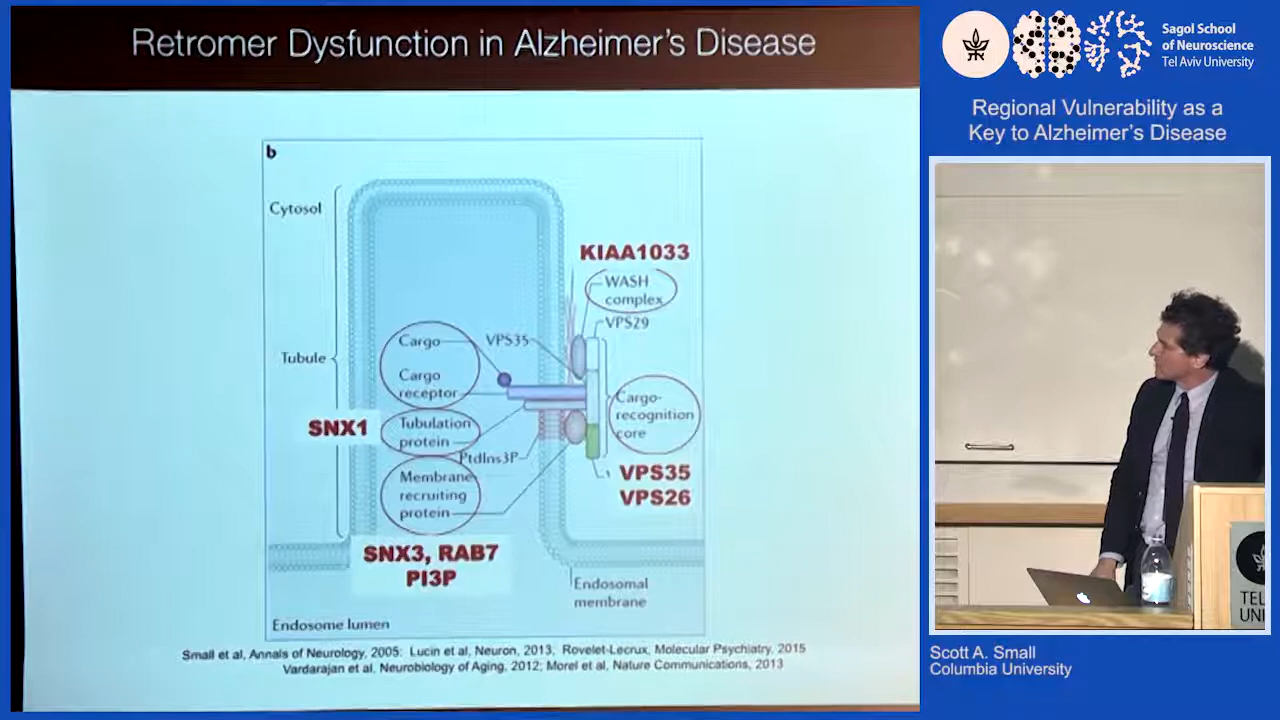 Retromer Dysfunction in Alzheimer's Disease
b
Cytosol
KIAA1033
WASH
complex
VPS29
Cargo
VPS35
Tubule
Cargo
receptor
Cargo-
recognition
core
SNX1
Tubulation
protein
PtdIns3P
Membrane
recruiting
protein
VPS35
VPS26
SNX3, RAB7
PI3P
Endosomal
membrane
Endosome lumen
Small et al, Annals of Neurology, 2005; Lucin et al, Neuron, 2013; Rovelet-Lecrux, Molecular Psychiatry, 2015
Vardarajan et al, Neurobiology of Aging, 2012; Morel et al, Nature Communications, 2013
Sagol School
of Neuroscience
Tel Aviv University
Regional Vulnerability as a
Key to Alzheimer's Disease
TEL
UNI
Scott A. Small
Columbia University